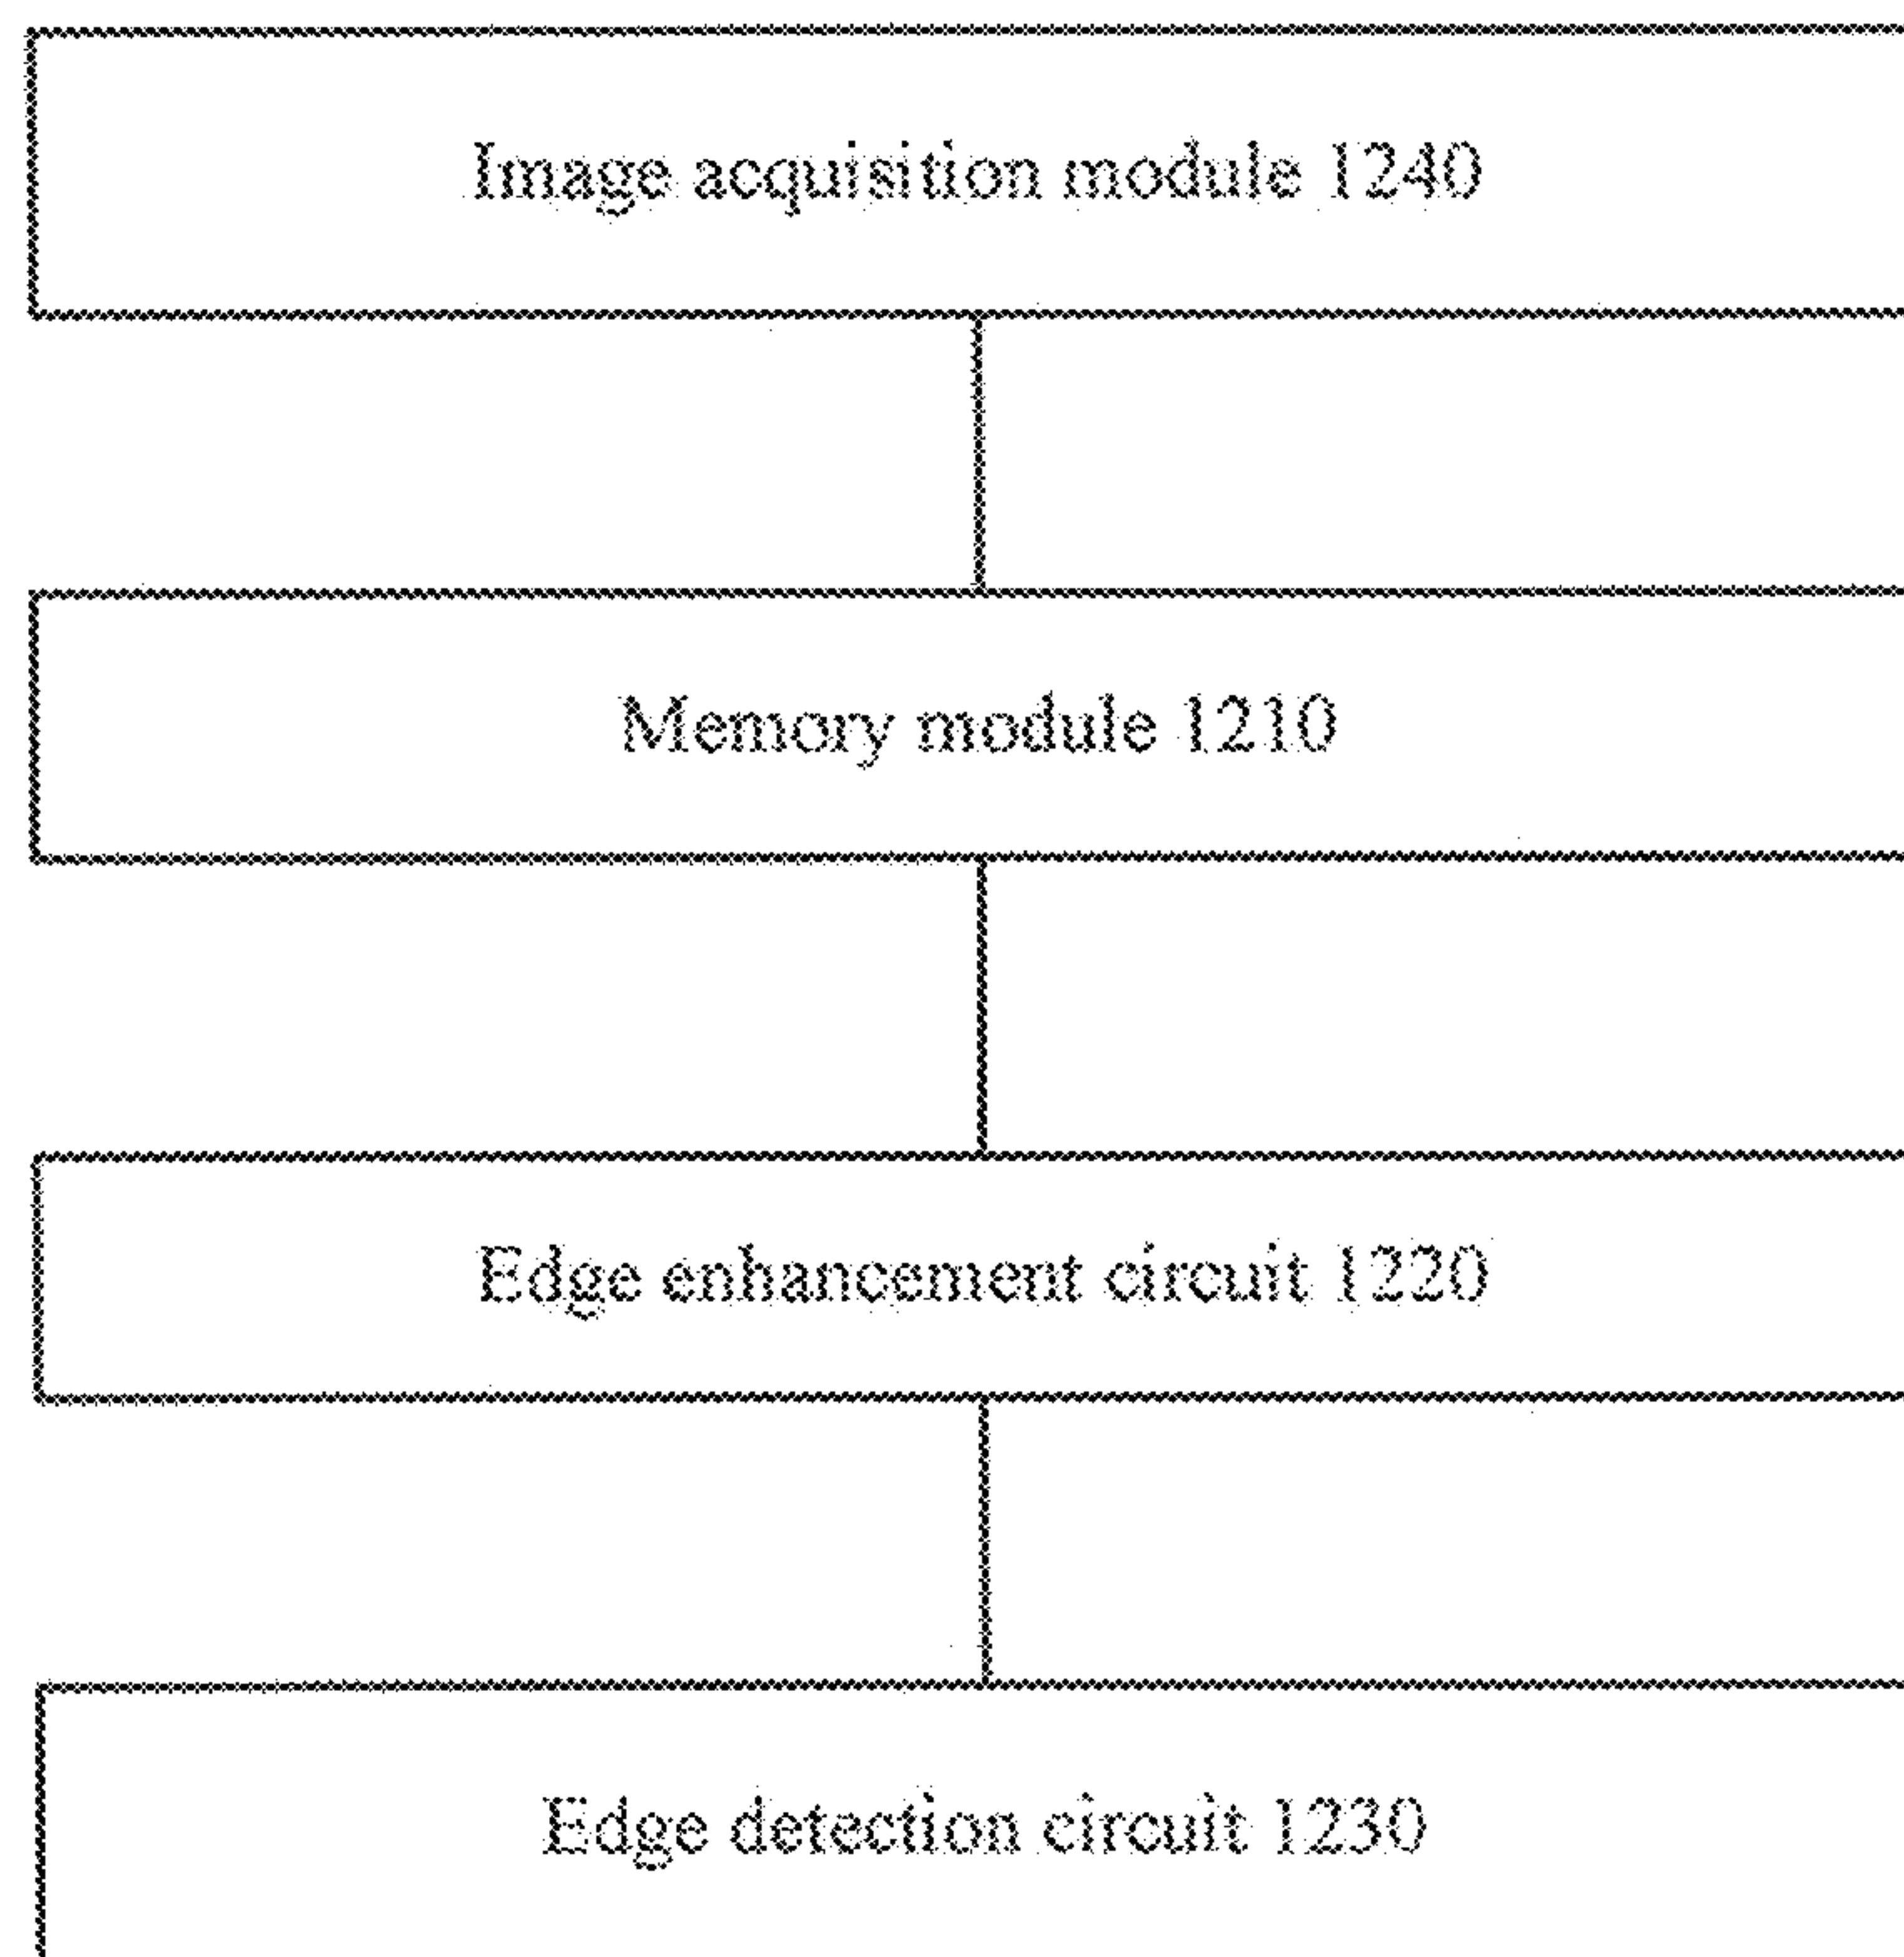 Image acquisition module 1240
Memory module 1210
Edge enhancement circuit 1220
Edge detection circuit 1230